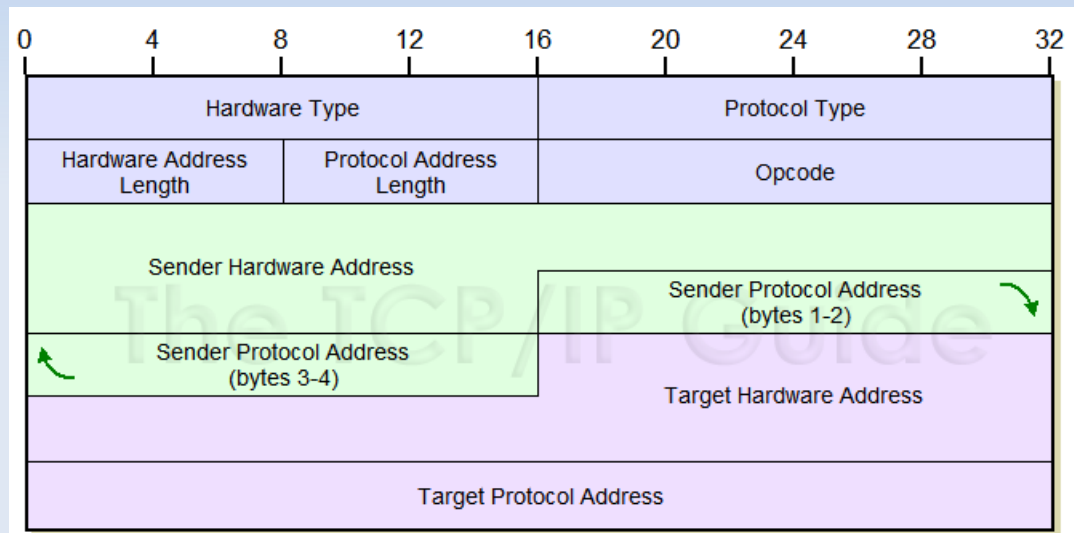 0 4 8 12 16 20 24 28 32
Hardware Type Protocol Type
Hardware Address Protocol Address
Length Length
Opcode
Sender Hardware Address
Sender Protocol Address
(bytes 1-2)
The TCP/IP Guide
Sender Protocol Address
(bytes 3-4)
Target Hardware Address
Target Protocol Address